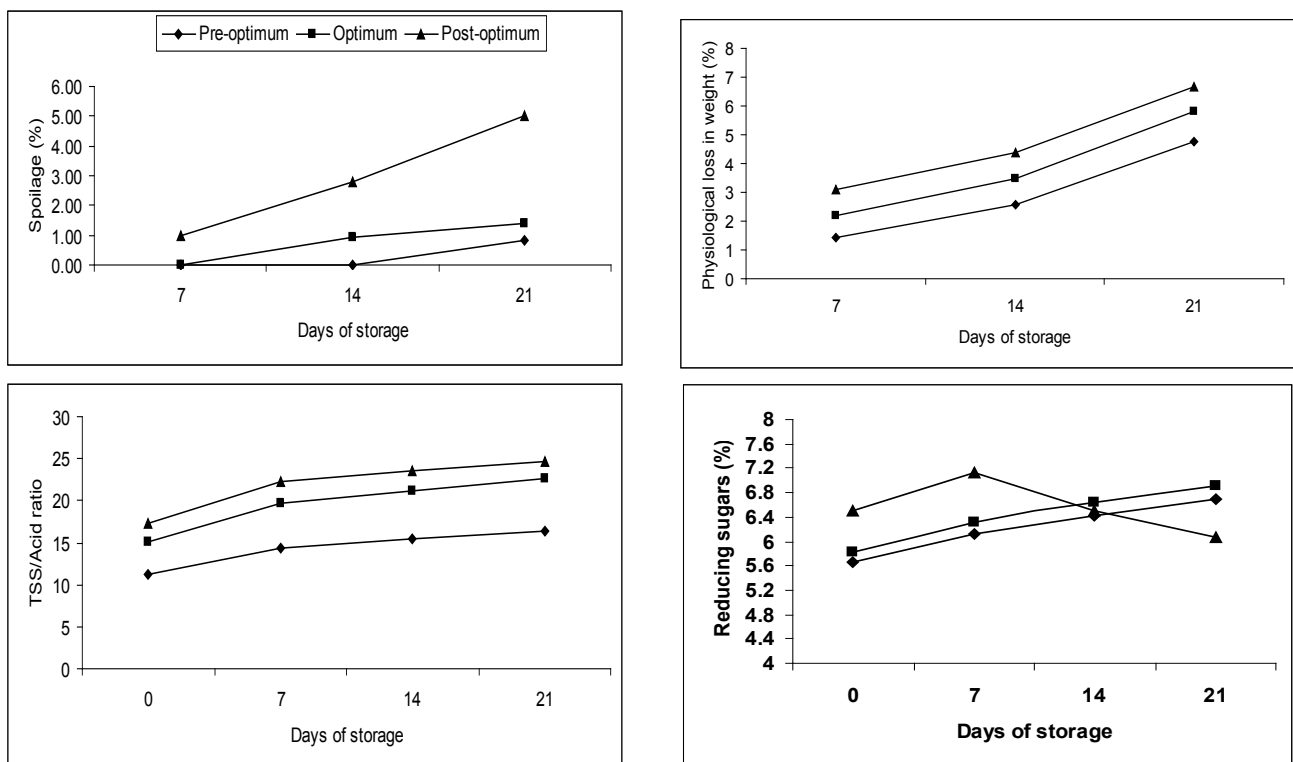 Pre-optimum Optimum Post-optimum
6.00
5.00
4.00
3.00
2.00
1.00
0.00
Spoilage (%)
7 14 21
Days of storage
8
7
6
5
4
3
2
1
0
Physiological loss in weight (%)
7 14 21
Days of storage
30
25
20
15
10
5
0
TSS/Acid ratio
0 7 14 21
Days of storage
8
7.6
7.2
6.8
6.4
6
5.6
5.2
4.8
4.4
4
Reducing sugars (%)
0 7 14 21
Days of storage